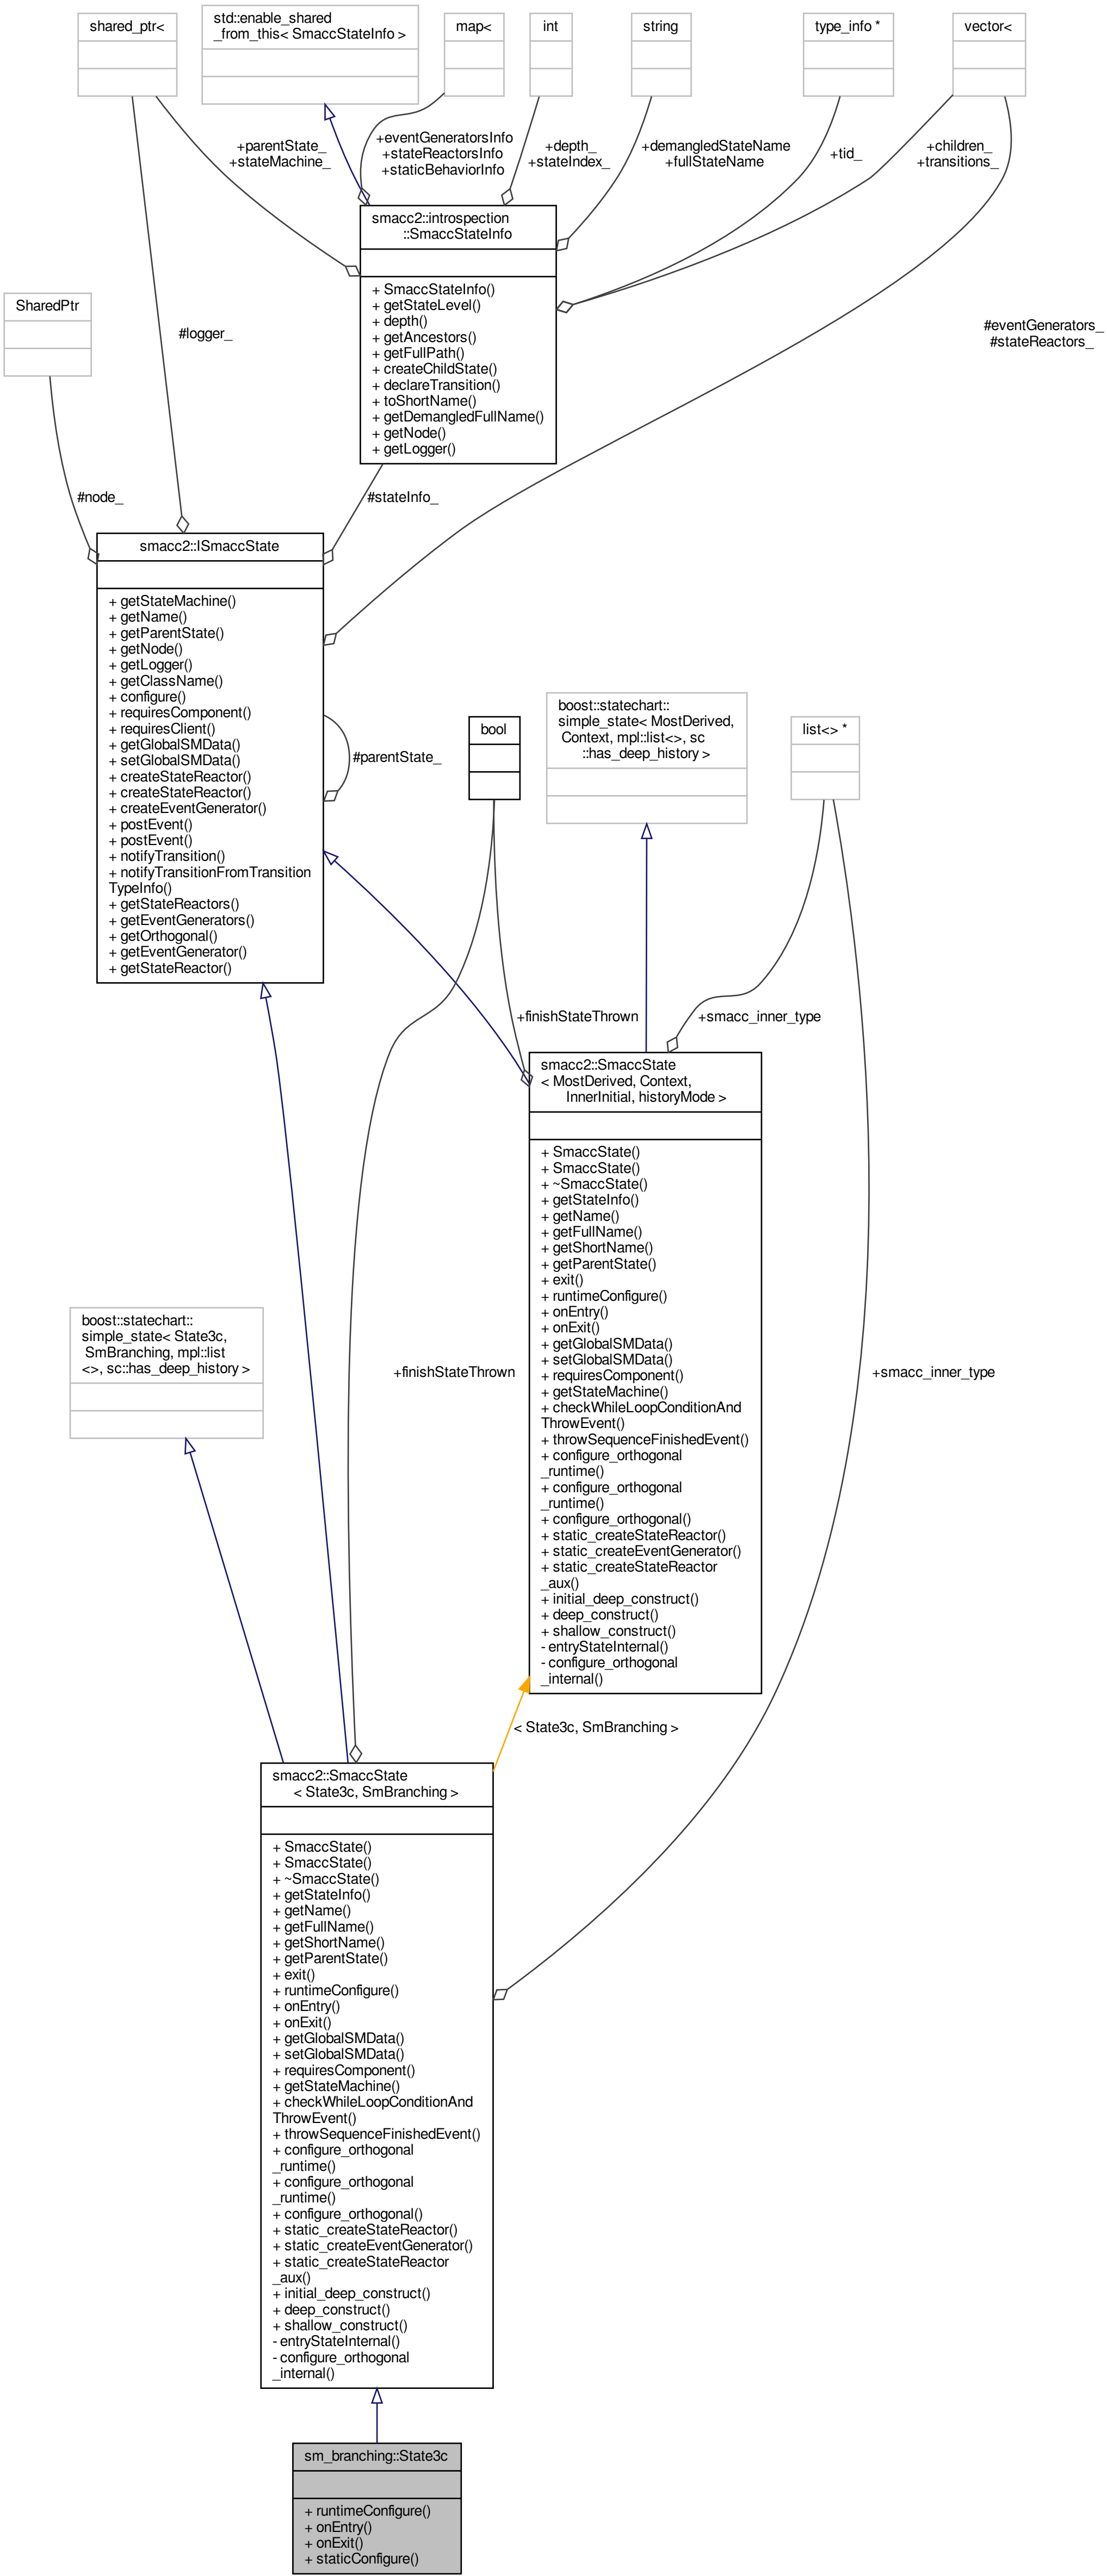 shared_ptr<
std::enable_shared
_from_this< SmaccStateInfo >
map<
int
string
type_info *
vector<
+parentState_
+stateMachine_
+eventGeneratorsInfo
+stateReactorsInfo
+staticBehaviorInfo
+depth_
+stateIndex_
+demangledStateName
+fullStateName
+tid_
+children_
+transitions_
smacc2::introspection
::SmaccStateInfo
+ SmaccStateInfo()
+ getStateLevel()
+ depth()
+ getAncestors()
+ getFullPath()
+ createChildState()
+ declareTransition()
+ toShortName()
+ getDemangledFullName()
+ getNode()
+ getLogger()
SharedPtr
#logger_
#eventGenerators_
#stateReactors_
#node_
#stateInfo_
smacc2::ISmaccState
+ getStateMachine()
+ getName()
+ getParentState()
+ getNode()
+ getLogger()
+ getClassName()
+ configure()
+ requiresComponent()
+ requiresClient()
+ getGlobalSMData()
+ setGlobalSMData()
+ createStateReactor()
+ createStateReactor()
+ createEventGenerator()
+ postEvent()
+ postEvent()
+ notifyTransition()
+ notifyTransitionFromTransition
TypeInfo()
+ getStateReactors()
+ getEventGenerators()
+ getOrthogonal()
+ getEventGenerator()
+ getStateReactor()
#parentState_
bool
boost::statechart::
simple_state< MostDerived,
Context, mpl::list<>, sc
::has_deep_history >
list<> *
+finishStateThrown
+smacc_inner_type
smacc2::SmaccState
< MostDerived, Context,
InnerInitial, historyMode >
+ SmaccState()
+ SmaccState()
+ ~SmaccState()
+ getStateInfo()
+ getName()
+ getFullName()
+ getShortName()
+ getParentState()
+ exit()
+ runtimeConfigure()
+ onEntry()
+ onExit()
+ getGlobalSMData()
+ setGlobalSMData()
+ requiresComponent()
+ getStateMachine()
+ checkWhileLoopConditionAnd
ThrowEvent()
+ throwSequenceFinishedEvent()
+ configure_orthogonal
_runtime()
+ configure_orthogonal
_runtime()
+ configure_orthogonal()
+ static_createStateReactor()
+ static_createEventGenerator()
+ static_createStateReactor
_aux()
+ initial_deep_construct()
+ deep_construct()
+ shallow_construct()
- entryStateInternal()
- configure_orthogonal
_internal()
boost::statechart::
simple_state< State3c,
SmBranching, mpl::list
<>, sc::has_deep_history >
+finishStateThrown
+smacc_inner_type
< State3c, SmBranching >
smacc2::SmaccState
< State3c, SmBranching >
+ SmaccState()
+ SmaccState()
+ ~SmaccState()
+ getStateInfo()
+ getName()
+ getFullName()
+ getShortName()
+ getParentState()
+ exit()
+ runtimeConfigure()
+ onEntry()
+ onExit()
+ getGlobalSMData()
+ setGlobalSMData()
+ requiresComponent()
+ getStateMachine()
+ checkWhileLoopConditionAnd
ThrowEvent()
+ throwSequenceFinishedEvent()
+ configure_orthogonal
_runtime()
+ configure_orthogonal
_runtime()
+ configure_orthogonal()
+ static_createStateReactor()
+ static_createEventGenerator()
+ static_createStateReactor
_aux()
+ initial_deep_construct()
+ deep_construct()
+ shallow_construct()
- entryStateInternal()
- configure_orthogonal
_internal()
sm_branching::State3c
+ runtimeConfigure()
+ onEntry()
+ onExit()
+ staticConfigure()